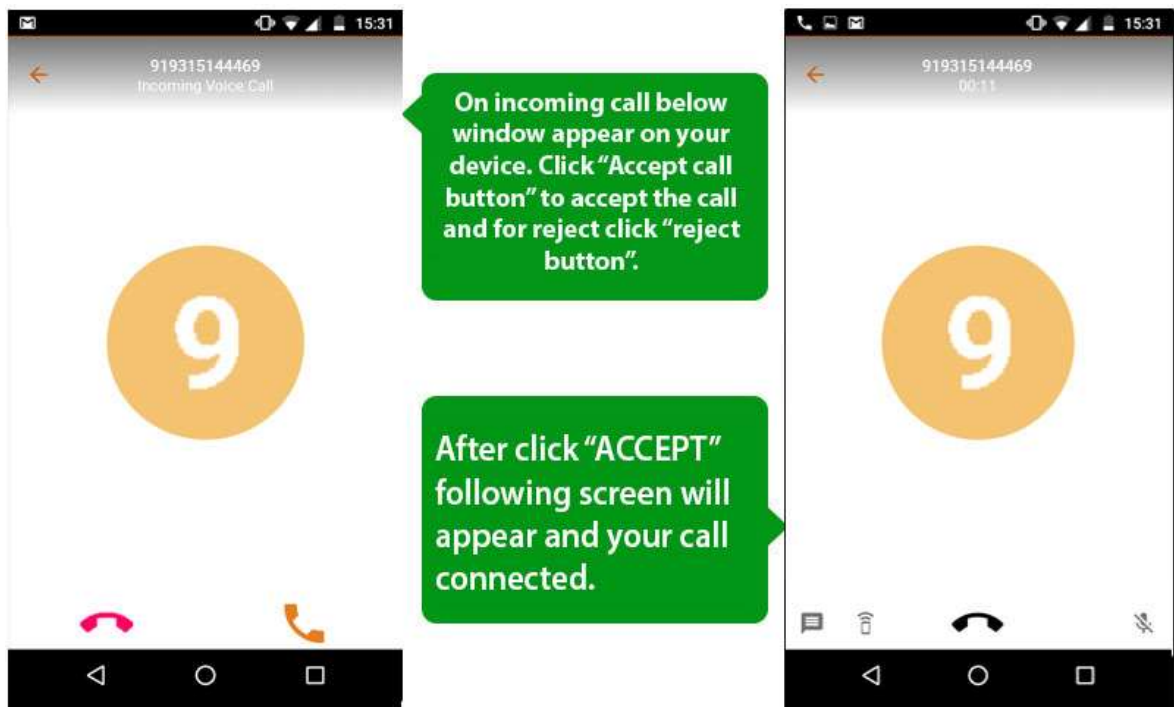 15:31
919315144469
Incoming Voice Call
9
On incoming call below
window appear on your
device. Click “Accept call
button” to accept the call
and for reject click “reject
button”.
After click “ACCEPT”
following screen will
appear and your call
connected.
15:31
919315144469
00:11
9